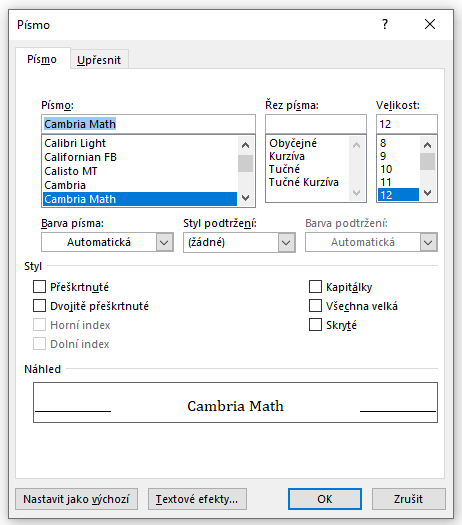 Písmo ? ×
Písmo Upřesnit
Písmo: Řez písma: Velikost:
Cambria Math 12
Calibri Light Obyčejné 8
Californian FB Kurzíva 9
Calisto MT Tučné 10
Cambria Tučné Kurzíva 11
Cambria Math 12
Barva písma: Styl podtržení: Barva podtržení:
Automatická (žádné) Automatická
Styl
Přeškrtnuté Kapitálky
Dvojitě přeškrtnuté Všechna velká
Horní index Skryté
Dolní index
Náhled
Cambria Math
Nastavit jako výchozí Textové efekty... OK Zrušit